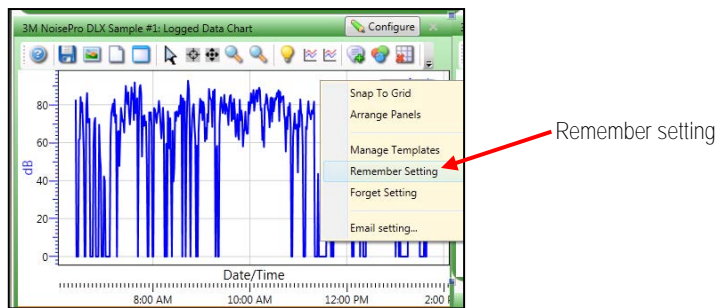 3M NoisePro DLX Sample #1: Logged Data Chart
Configure
Snap To Grid
Arrange Panels
Manage Templates
Remember Setting
Forget Setting
Email setting...
Remember setting
80
60
40
20
0
dB
Date/Time
8:00 AM 10:00 AM 12:00 PM 2:00